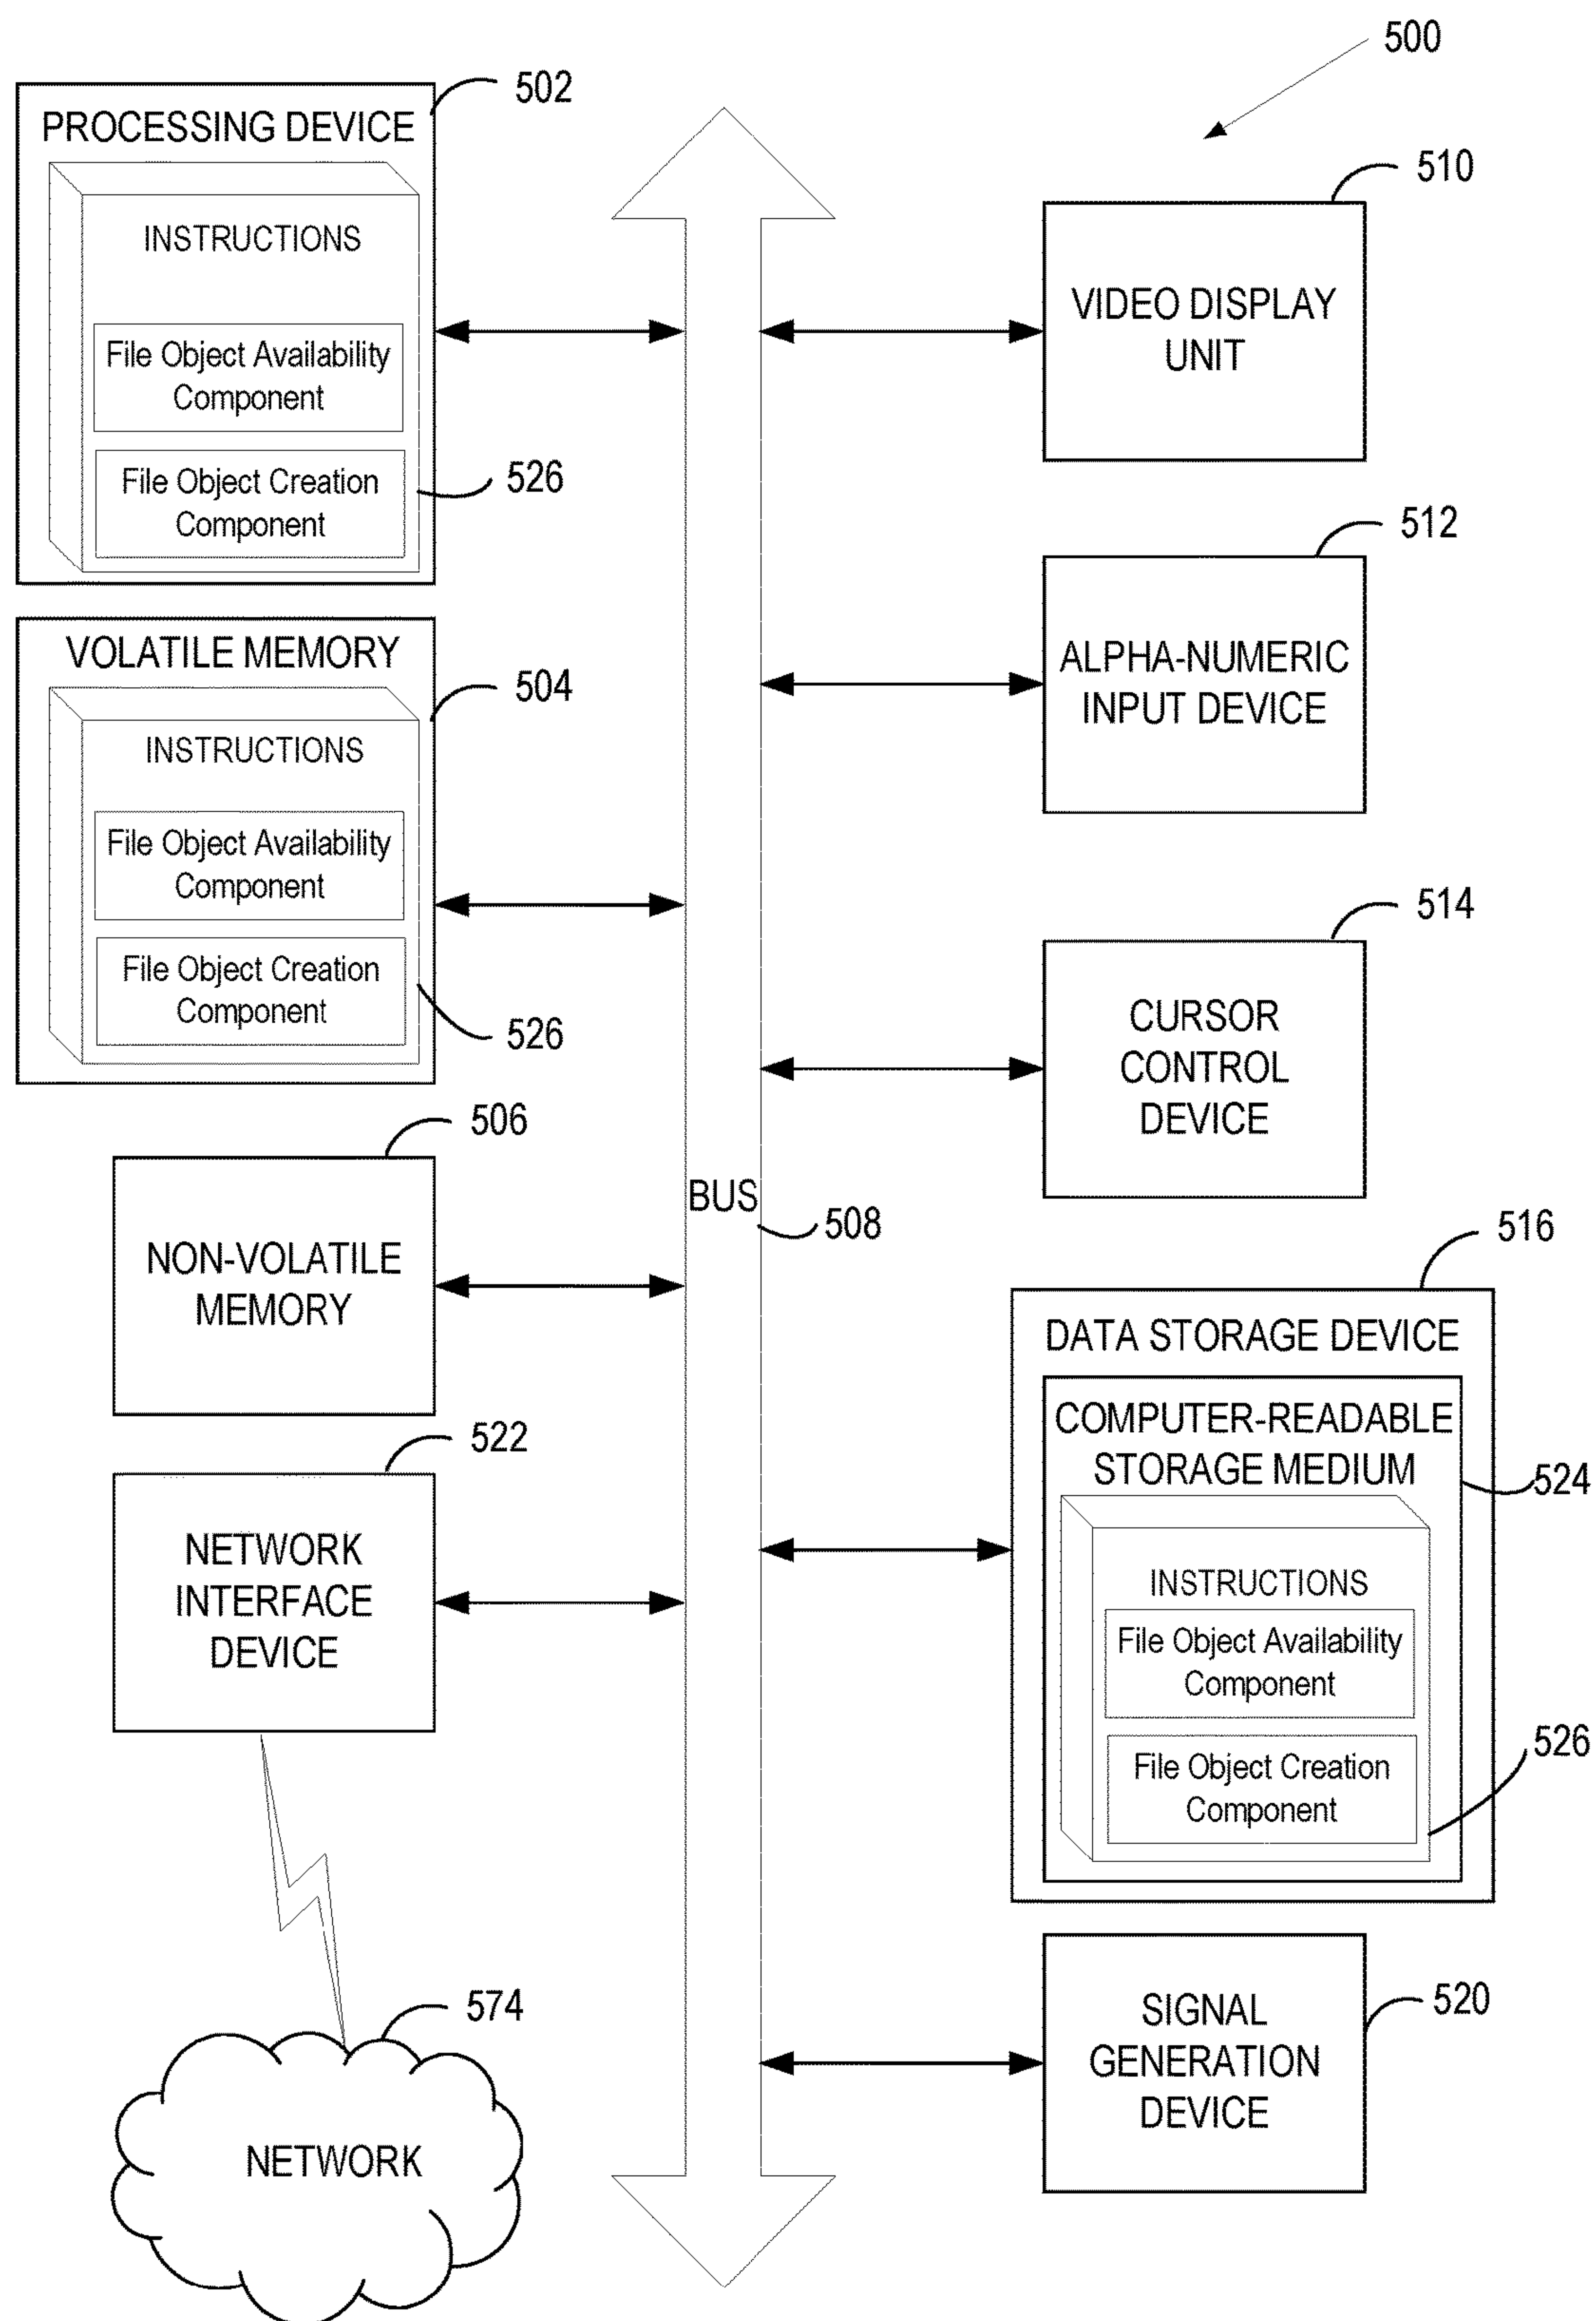 500
502
PROCESSING DEVICE
INSTRUCTIONS
File Object Availability
Component
File Object Creation
Component
526
VOLATILE MEMORY
504
INSTRUCTIONS
File Object Availability
Component
File Object Creation
Component
526
506
NON-VOLATILE
MEMORY
522
NETWORK
INTERFACE
DEVICE
574
NETWORK
BUS
508
510
VIDEO DISPLAY
UNIT
512
ALPHA-NUMERIC
INPUT DEVICE
514
CURSOR
CONTROL
DEVICE
516
DATA STORAGE DEVICE
COMPUTER-READABLE
STORAGE MEDIUM
524
INSTRUCTIONS
File Object Availability
Component
File Object Creation
Component
526
SIGNAL
GENERATION
DEVICE
520